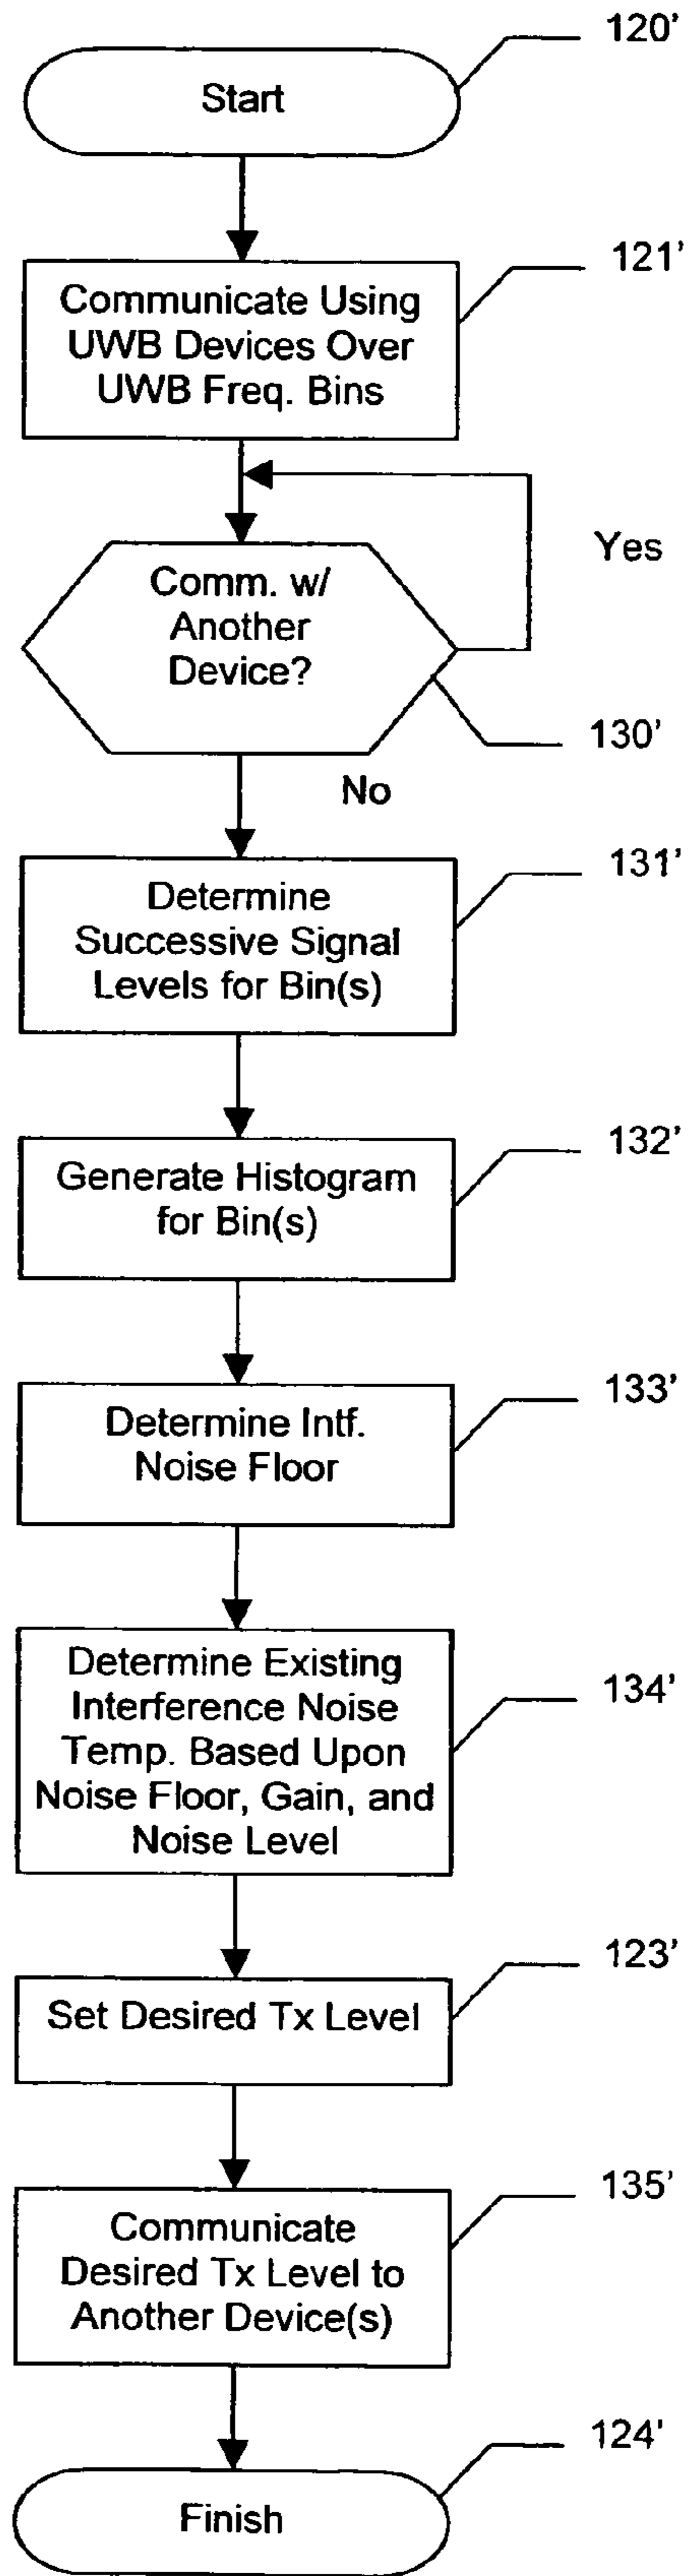 120'
Start
121'
Communicate Using
UWB Devices Over
UWB Freq. Bins
Yes
Comm. w/
Another
Device?
130'
No
131'
Determine
Successive Signal
Levels for Bin(s)
132'
Generate Histogram
for Bin(s)
133'
Determine Intf.
Noise Floor
Determine Existing
Interference Noise
Temp. Based Upon
Noise Floor, Gain, and
Noise Level
134'
123'
Set Desired Tx Level
135'
Communicate
Desired Tx Level to
Another Device(s)
124'
Finish